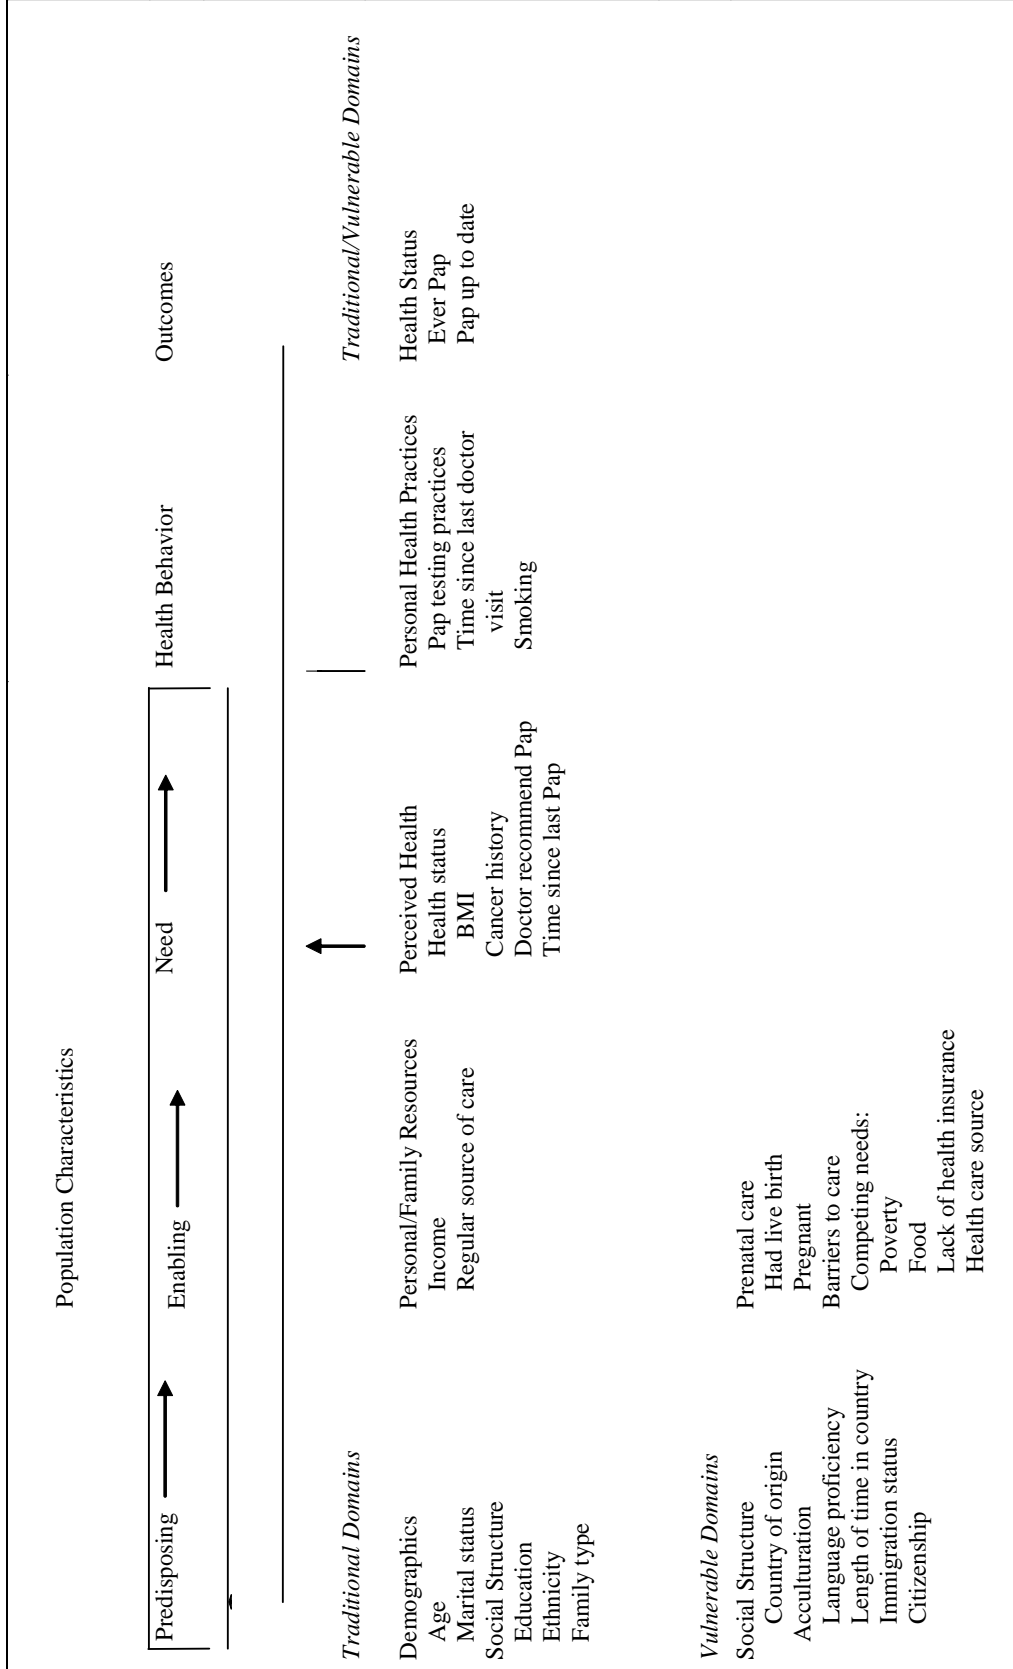 Population Characteristics
Predisposing
Enabling
Need
Health Behavior
Outcomes
Traditional Domains
Traditional/Vulnerable Domains
Demographics
Age
Marital status
Social Structure
Education
Ethnicity
Family type
Personal/Family Resources
Income
Regular source of care
Perceived Health
Health status
BMI
Cancer history
Doctor recommend Pap
Time since last Pap
Personal Health Practices
Pap testing practices
Time since last doctor
visit
Smoking
Health Status
Ever Pap
Pap up to date
Vulnerable Domains
Social Structure
Country of origin
Acculturation
Language proficiency
Length of time in country
Immigration status
Citizenship
Prenatal care
Had live birth
Pregnant
Barriers to care
Competing needs:
Poverty
Food
Lack of health insurance
Health care source